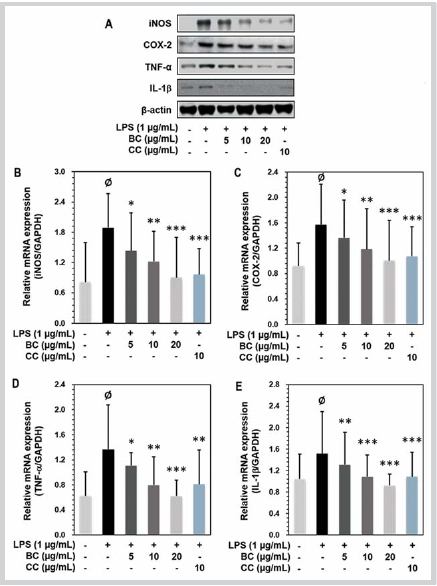 A
iNOS
COX-2
TNF-α
IL-1β
β-actin
LPS (1 µg/mL) - + + + + +
BC (µg/mL) - - 5 10 20 -
CC (µg/mL) - - - - - 10
B
Relative mRNA expression
(iNOS/GAPDH)
3.0
2.4
1.8
1.2
0.6
0.0
Ø
*
**
***
***
LPS (1 µg/mL) - + + + + +
BC (µg/mL) - - 5 10 20 -
CC (µg/mL) - - - - - 10
C
Relative mRNA expression
(COX-2/GAPDH)
2.4
2.0
1.6
1.2
0.8
0.4
0.0
Ø
*
**
***
***
LPS (1 µg/mL) - + + + + +
BC (µg/mL) - - 5 10 20 -
CC (µg/mL) - - - - - 10
D
Relative mRNA expression
(TNF-α/GAPDH)
2.4
2.0
1.6
1.2
0.8
0.4
0.0
Ø
*
**
***
**
LPS (1 µg/mL) - + + + + +
BC (µg/mL) - - 5 10 20 -
CC (µg/mL) - - - - - 10
E
Relative mRNA expression
(IL-1β/GAPDH)
2.8
2.4
2.0
1.6
1.2
0.8
0.4
0.0
Ø
**
***
***
***
LPS (1 µg/mL) - + + + + +
BC (µg/mL) - - 5 10 20 -
CC (µg/mL) - - - - - 10